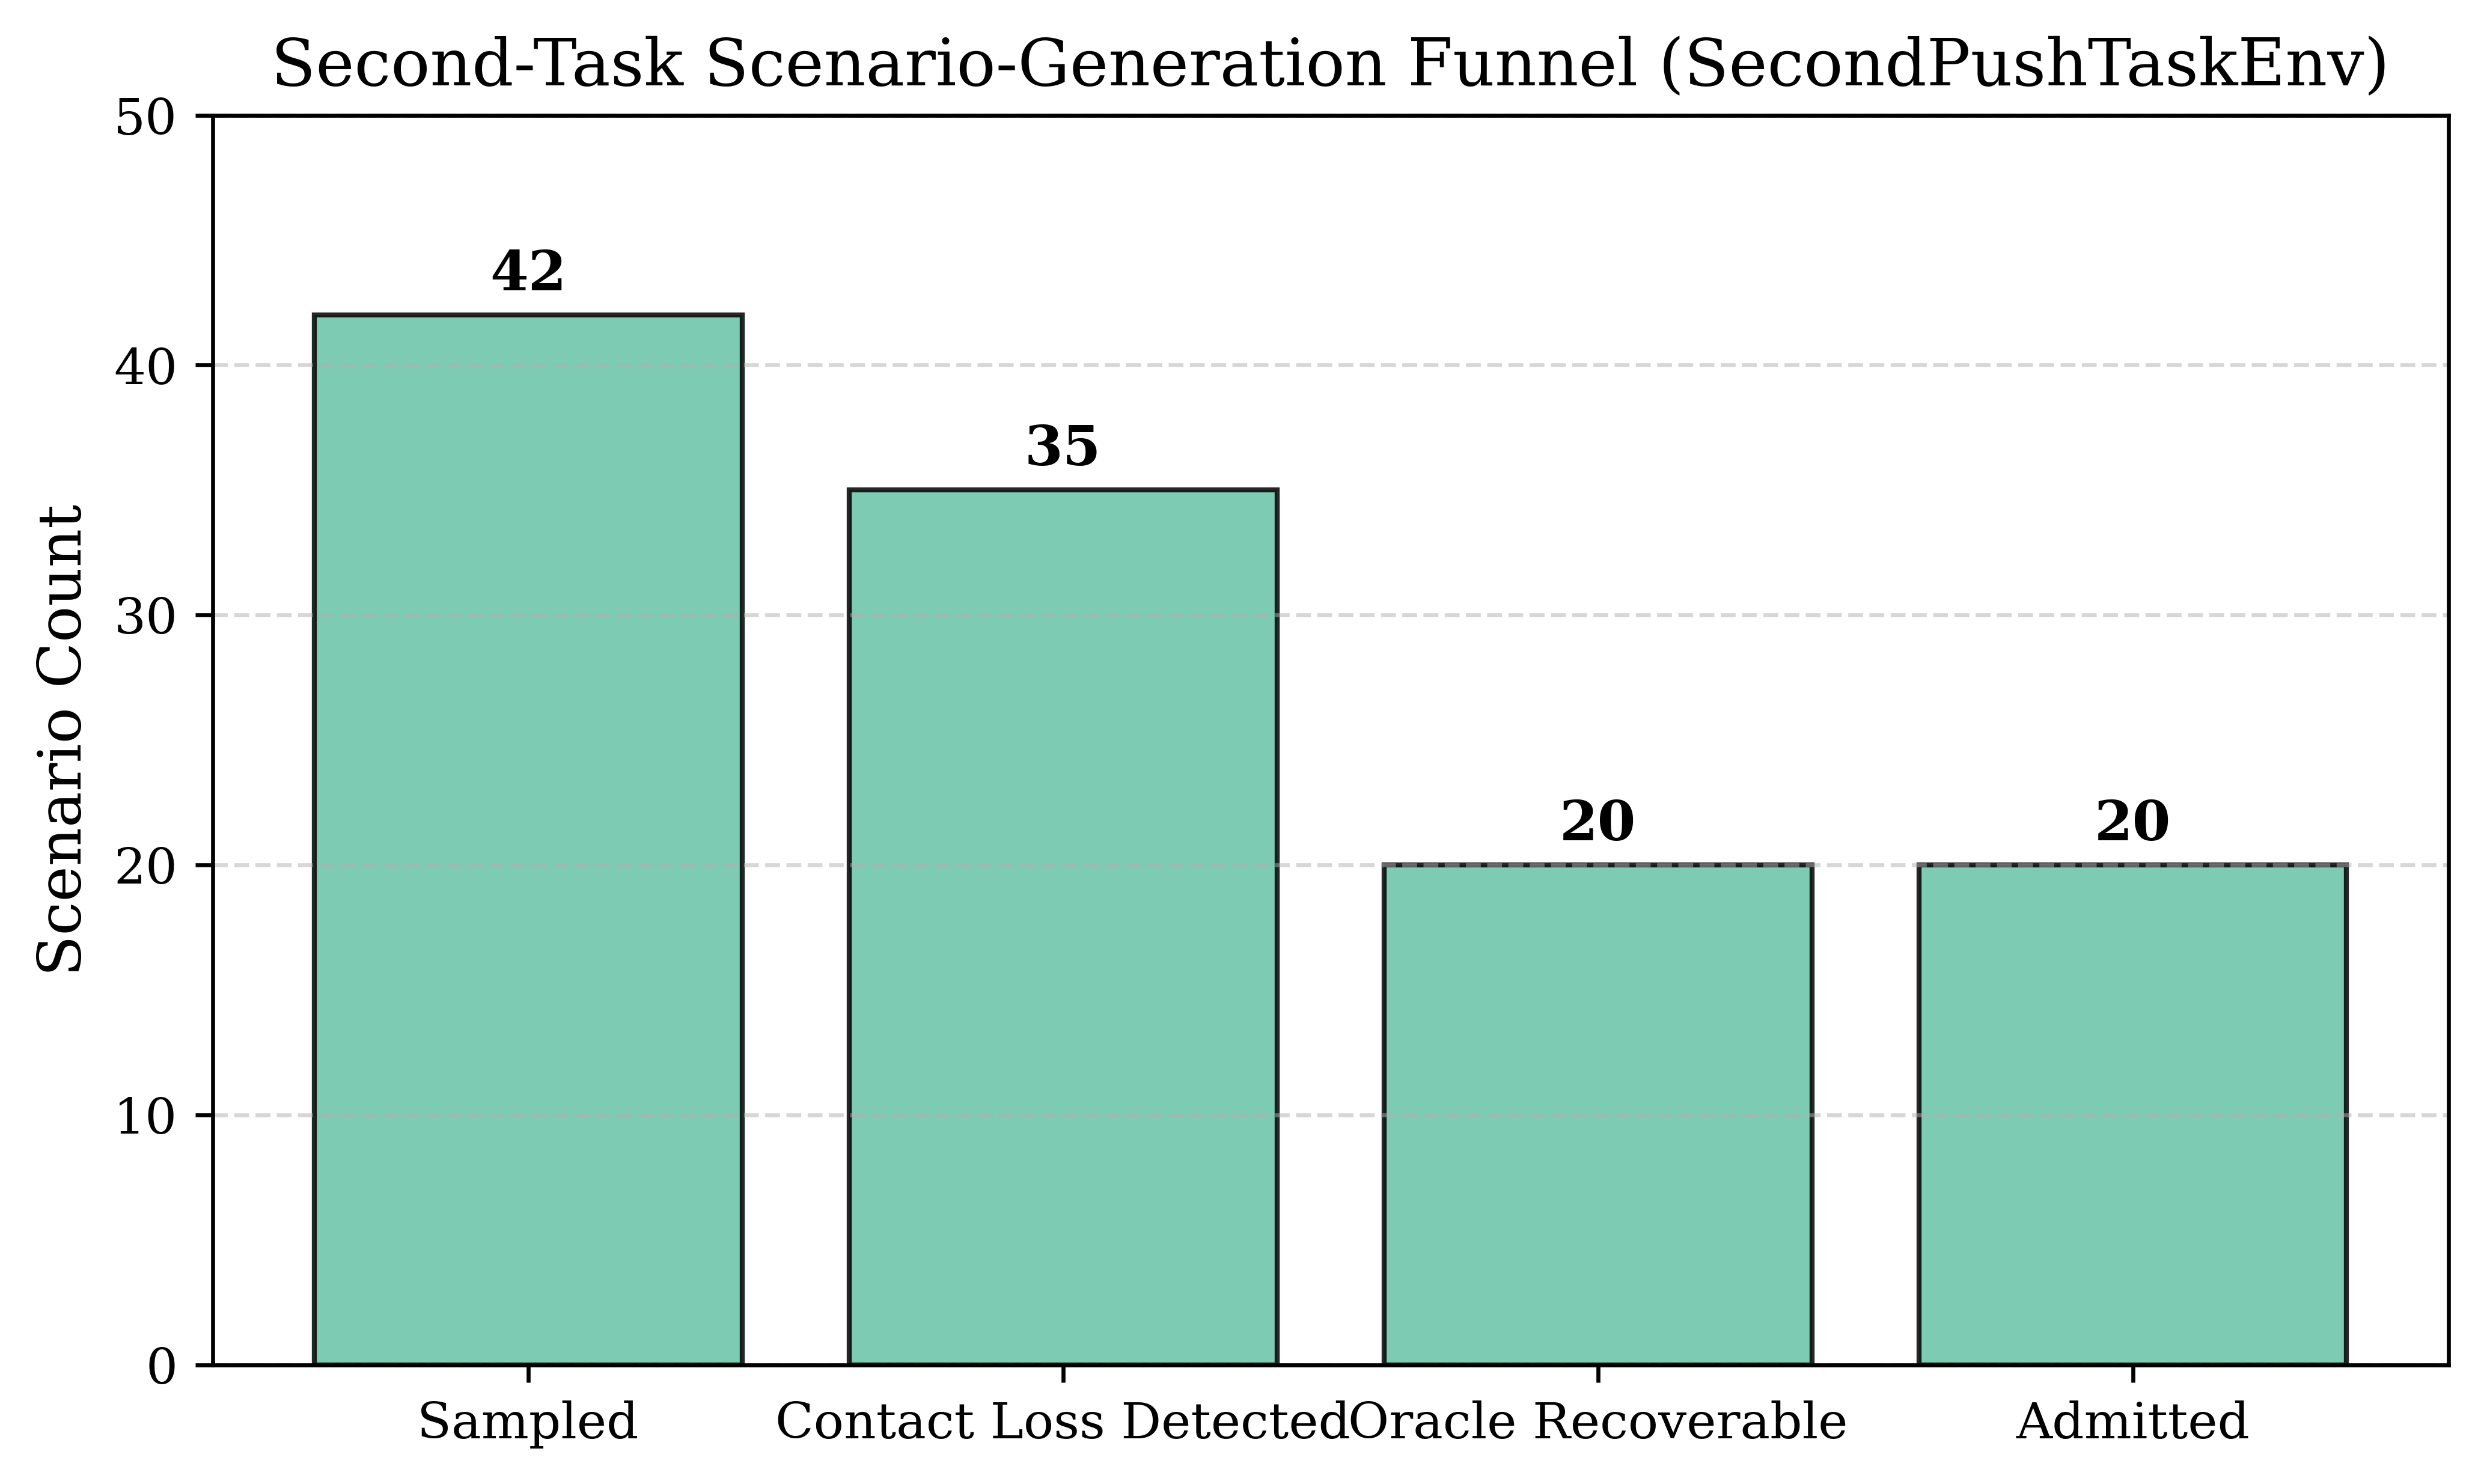 Second-Task Scenario-Generation Funnel (SecondPushTaskEnv)
50
40
30
20
10
0
Scenario Count
42
35
20
20
Sampled
Contact Loss Detected
Oracle Recoverable
Admitted